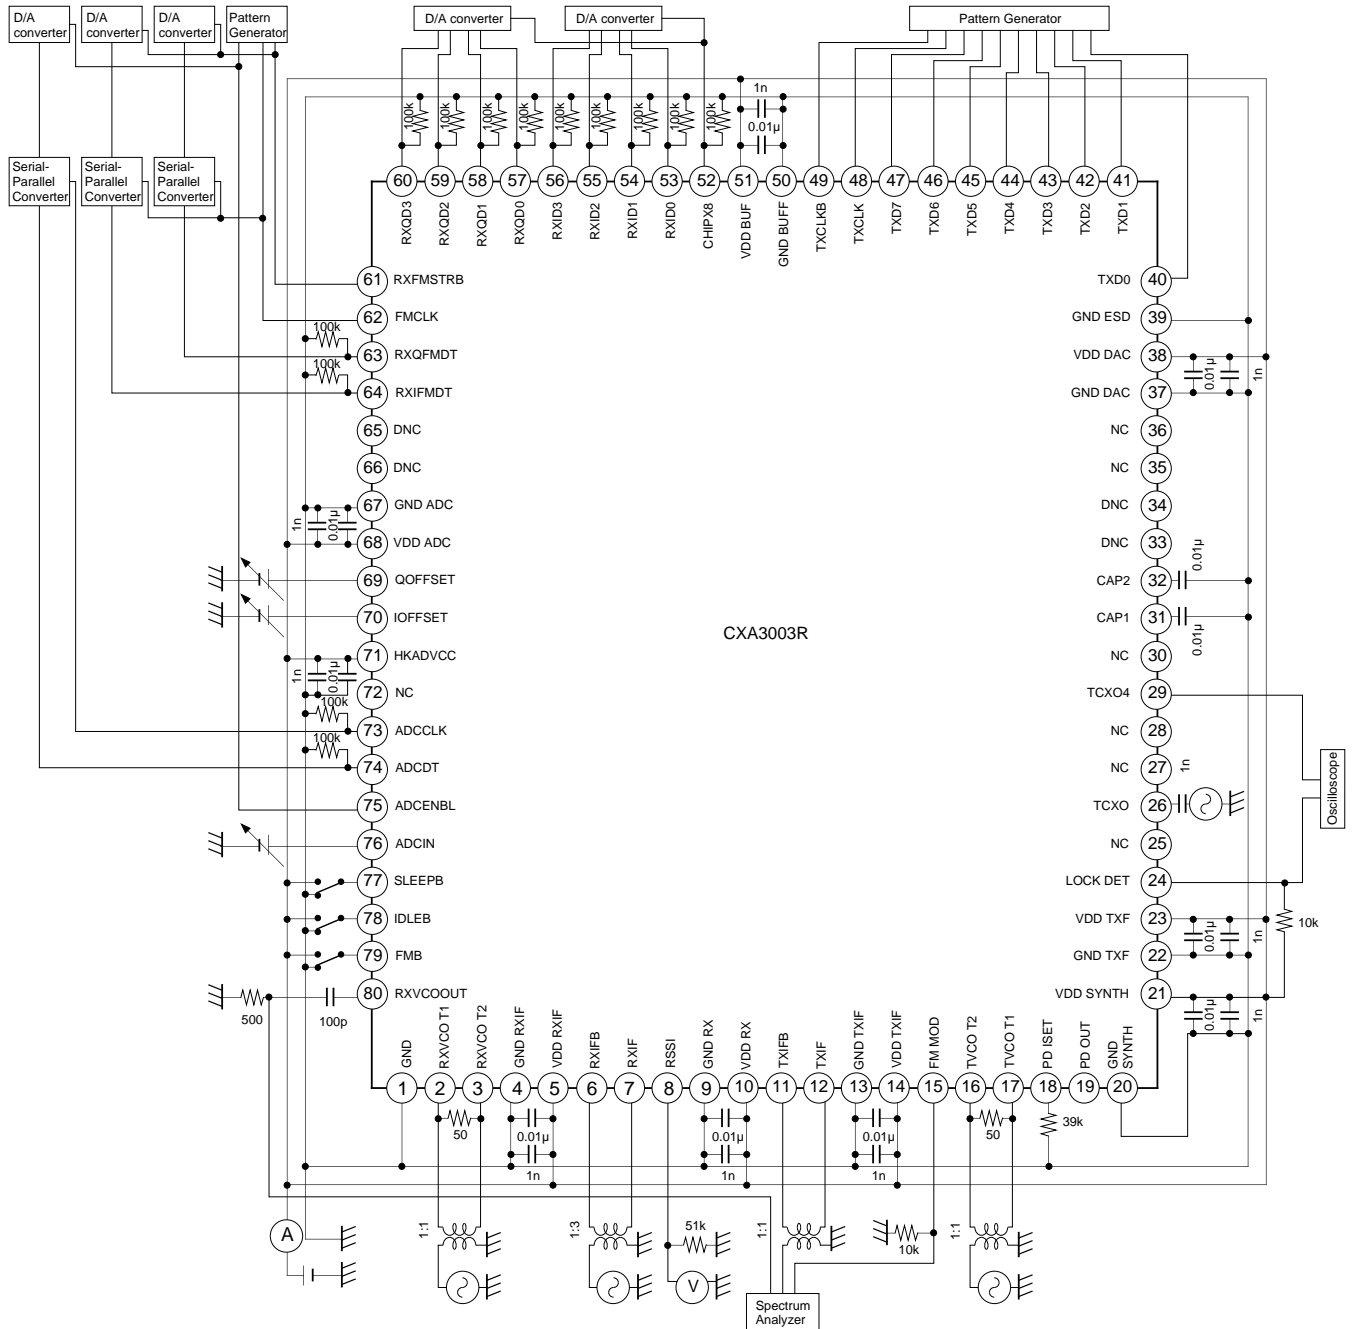 D/A
converter
D/A
converter
D/A
converter
Pattern
Generator
D/A converter
D/A converter
Pattern Generator
100k
100k
100k
100k
100k
100k
100k
100k
100k
1n
0.01µ
Serial-
Parallel
Converter
Serial-
Parallel
Converter
Serial-
Parallel
Converter
60
59
58
57
56
55
54
53
52
51
50
49
48
47
46
45
44
43
42
41
RXQD3
RXQD2
RXQD1
RXQD0
RXID3
RXID2
RXID1
RXID0
CHIPX8
VDD BUF
GND BUFF
TXCLKB
TXCLK
TXD7
TXD6
TXD5
TXD4
TXD3
TXD2
TXD1
61 RXFMSTRB
62 FMCLK
100k
63 RXQFMDT
100k
64 RXIFMDT
65 DNC
66 DNC
67 GND ADC
1n
0.01µ
68 VDD ADC
69 QOFFSET
70 IOFFSET
71 HKADVCC
1n
0.01µ
72 NC
100k
73 ADCCLK
100k
74 ADCDT
75 ADCENBL
76 ADCIN
77 SLEEPB
78 IDLEB
79 FMB
80 RXVCOOUT
500
100p
CXA3003R
TXD0 40
GND ESD 39
VDD DAC 38
0.01µ
1n
GND DAC 37
NC 36
NC 35
DNC 34
DNC 33
CAP2 32
0.01µ
CAP1 31
0.01µ
NC 30
TCXO4 29
NC 28
NC 27
1n
TCXO 26
Oscilloscope
NC 25
LOCK DET 24
VDD TXF 23
0.01µ
1n
10k
GND TXF 22
VDD SYNTH 21
0.01µ
1n
GND
RXVCO T1
RXVCO T2
GND RXIF
VDD RXIF
RXIFB
RXIF
RSSI
GND RX
VDD RX
TXIFB
TXIF
GND TXIF
VDD TXIF
FM MOD
TVCO T2
TVCO T1
PD ISET
PD OUT
GND
SYNTH
1
2
3
4
5
6
7
8
9
10
11
12
13
14
15
16
17
18
19
20
50
0.01µ
1n
0.01µ
1n
0.01µ
1n
50
39k
A
1:1
1:3
51k
V
1:1
10k
1:1
Spectrum
Analyzer